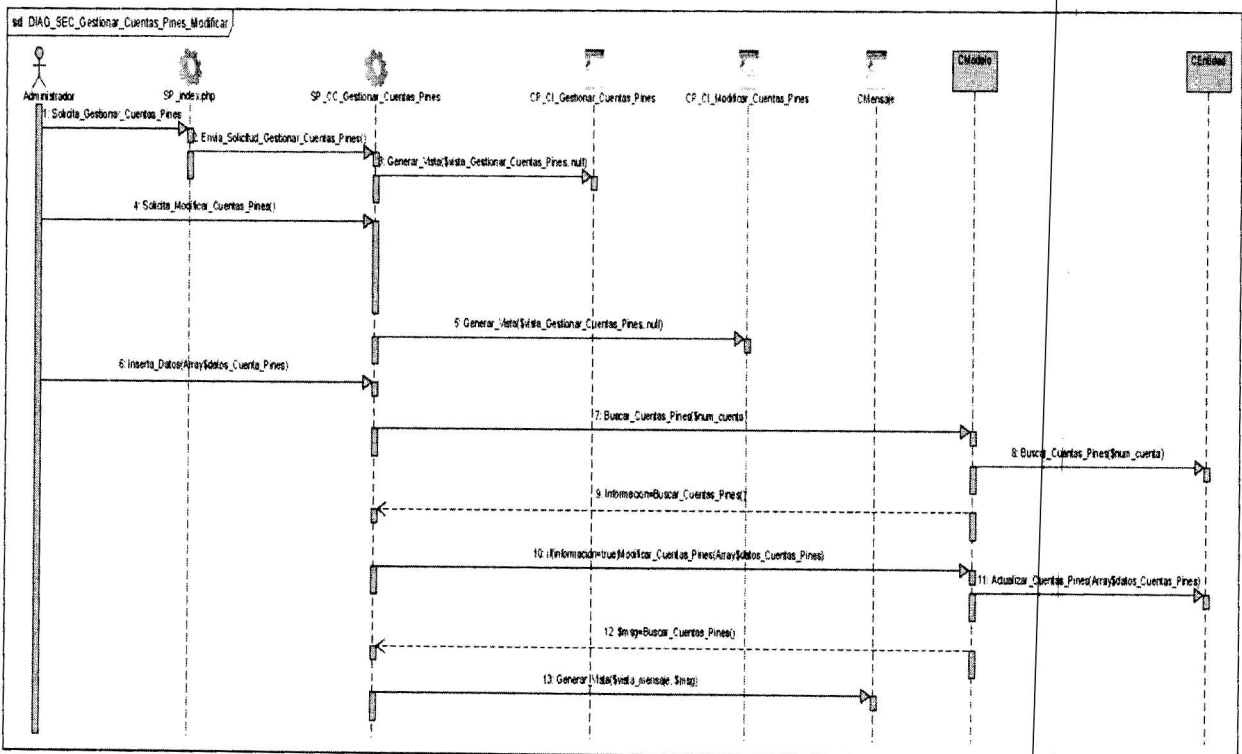 sd DIAG_SEC_Gestionar_Cuentas_Pines_Modificar
Administrador
SP_index.php
SP_CC_Gestionar_Cuentas_Pines
CP_CI_Gestionar_Cuentas_Pines
CP_CI_Modificar_Cuentas_Pines
CMensaje
CModelo
CEntidad
1: Solicita_Gestionar_Cuentas_Pines
2: Envia_Solicitud_Gestionar_Cuentas_Pines()
3: Generar_Vista($vista_Gestionar_Cuentas_Pines, null)
4: Solicita_Modificar_Cuentas_Pines()
5: Generar_Vista($vista_Gestionar_Cuentas_Pines, null)
6: Inserta_Datos(Array$datos_Cuenta_Pines)
7: Buscar_Cuentas_Pines($num_cuenta)
8: Buscar_Cuentas_Pines($num_cuenta)
9: Informacion=Buscar_Cuentas_Pines()
10: if(informacion=true)Modificar_Cuentas_Pines(Array$datos_Cuentas_Pines)
11: Actualizar_Cuentas_Pines(Array$datos_Cuentas_Pines)
12: $msg=Buscar_Cuentas_Pines()
13: Generar_Vista($vista_mensaje, $msg)